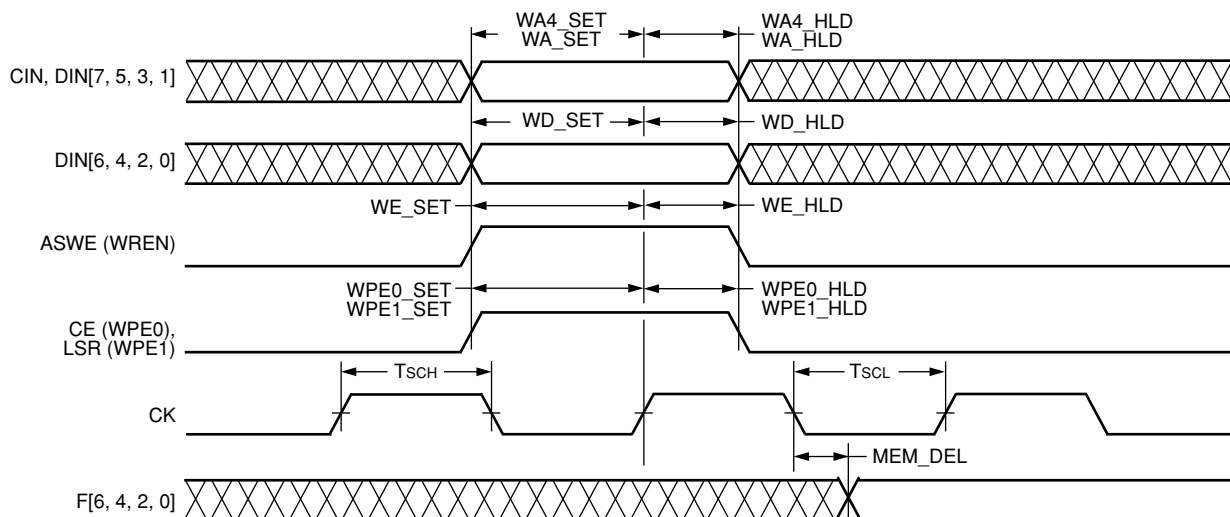 WA4_SET
WA_SET
WA4_HLD
WA_HLD
CIN, DIN[7, 5, 3, 1]
WD_SET
WD_HLD
DIN[6, 4, 2, 0]
WE_SET
WE_HLD
ASWE (WREN)
WPE0_SET
WPE1_SET
WPE0_HLD
WPE1_HLD
CE (WPE0),
LSR (WPE1)
TSCH
TSCL
CK
MEM_DEL
F[6, 4, 2, 0]